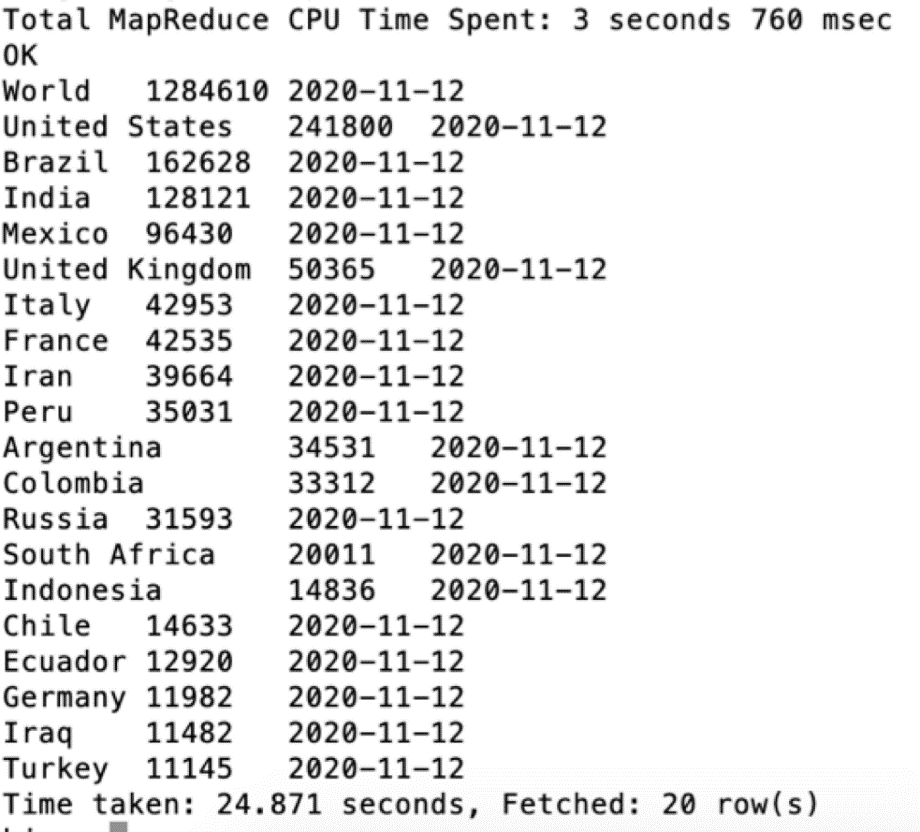 Total MapReduce CPU Time Spent: 3 seconds 760 msec
OK
World 1284610 2020-11-12
United States 241800 2020-11-12
Brazil 162628 2020-11-12
India 128121 2020-11-12
Mexico 96430 2020-11-12
United Kingdom 50365 2020-11-12
Italy 42953 2020-11-12
France 42535 2020-11-12
Iran 39664 2020-11-12
Peru 35031 2020-11-12
Argentina 34531 2020-11-12
Colombia 33312 2020-11-12
Russia 31593 2020-11-12
South Africa 20011 2020-11-12
Indonesia 14836 2020-11-12
Chile 14633 2020-11-12
Ecuador 12920 2020-11-12
Germany 11982 2020-11-12
Iraq 11482 2020-11-12
Turkey 11145 2020-11-12
Time taken: 24.871 seconds, Fetched: 20 row(s)